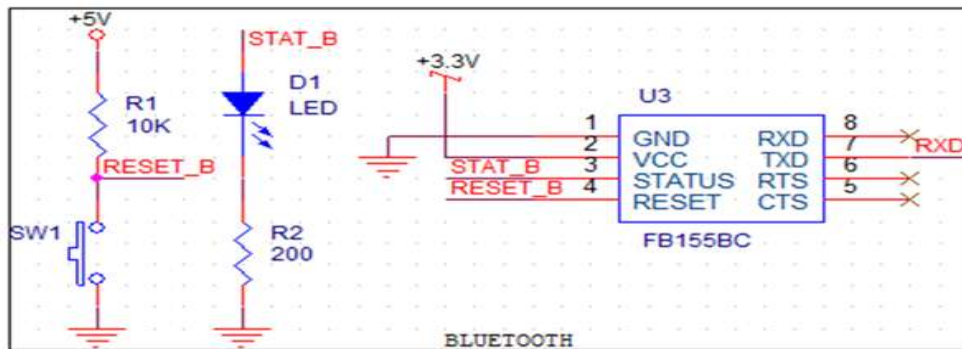 +5V
R1
10K
RESET_B
SW1
STAT_B
D1
LED
R2
200
+3.3V
U3
1 GND RXD 8
2 VCC TXD 7 RXD
3 STATUS RTS 6
4 RESET CTS 5
STAT_B
RESET_B
FB155BC
BLUETOOTH